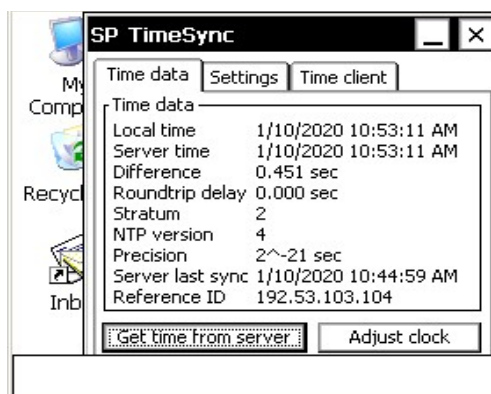 SP TimeSync
Time data Settings Time client
Time data
Local time 1/10/2020 10:53:11 AM
Server time 1/10/2020 10:53:11 AM
Difference 0.451 sec
Roundtrip delay 0.000 sec
Stratum 2
NTP version 4
Precision 2^-21 sec
Server last sync 1/10/2020 10:44:59 AM
Reference ID 192.53.103.104
Get time from server Adjust clock
My
Comp
Recycl
Inb